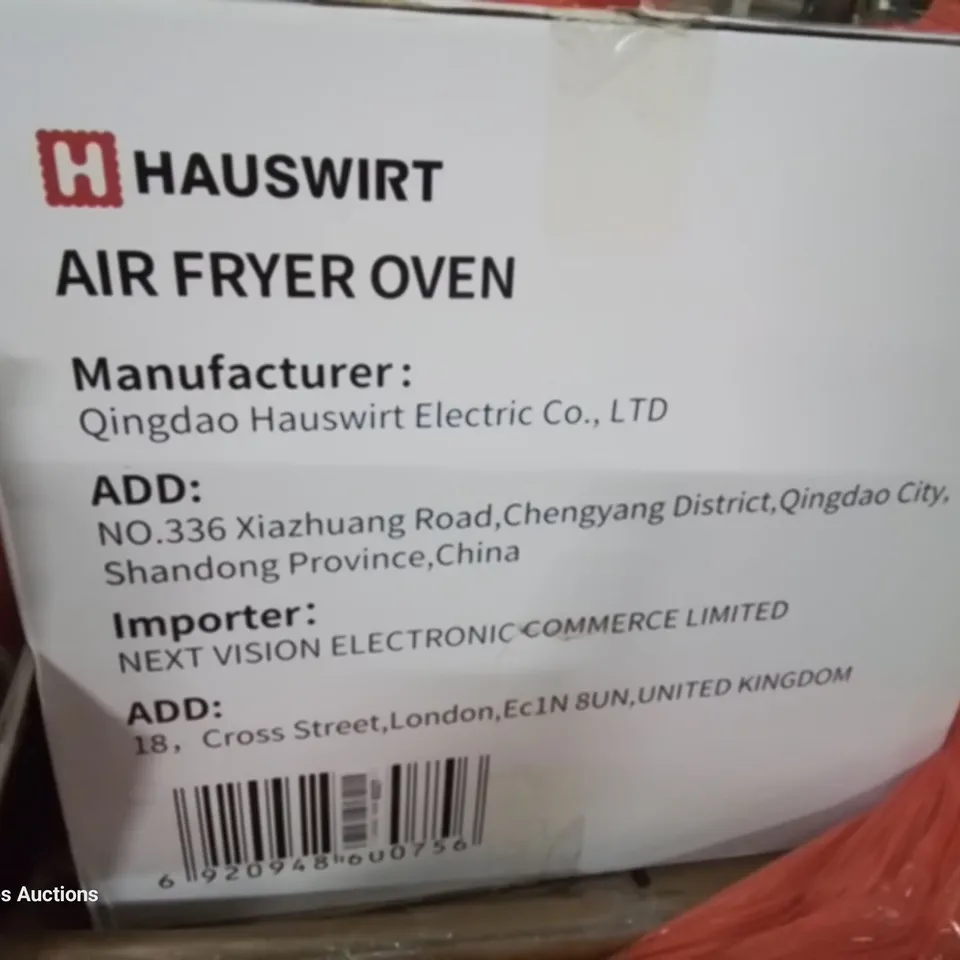 HAUSWIRT
AIR FRYER OVEN
Manufacturer:
Qingdao Hauswirt Electric Co., LTD
ADD:
NO.336 Xiazhuang Road,Chengyang District,Qingdao City,
Shandong Province,China
Importer:
NEXT VISION ELECTRONIC COMMERCE LIMITED
ADD:
18, Cross Street,London,Ec1N 8UN,UNITED KINGDOM
6 920948 600756
s Auctions